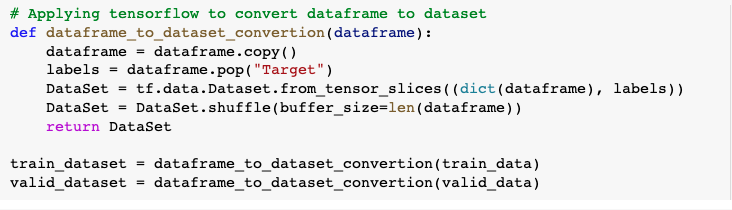 # Applying tensorflow to convert dataframe to dataset
def dataframe_to_dataset_convertion(dataframe):
    dataframe = dataframe.copy()
    labels = dataframe.pop("Target")
    DataSet = tf.data.Dataset.from_tensor_slices((dict(dataframe), labels))
    DataSet = DataSet.shuffle(buffer_size=len(dataframe))
    return DataSet

train_dataset = dataframe_to_dataset_convertion(train_data)
valid_dataset = dataframe_to_dataset_convertion(valid_data)